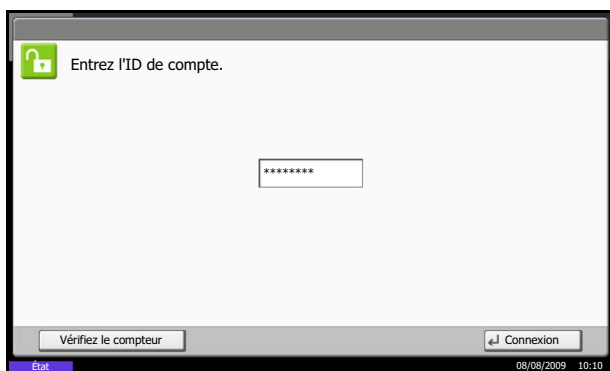 Entrez l'ID de compte.
********
Vérifiez le compteur
Connexion
État
08/08/2009 10:10